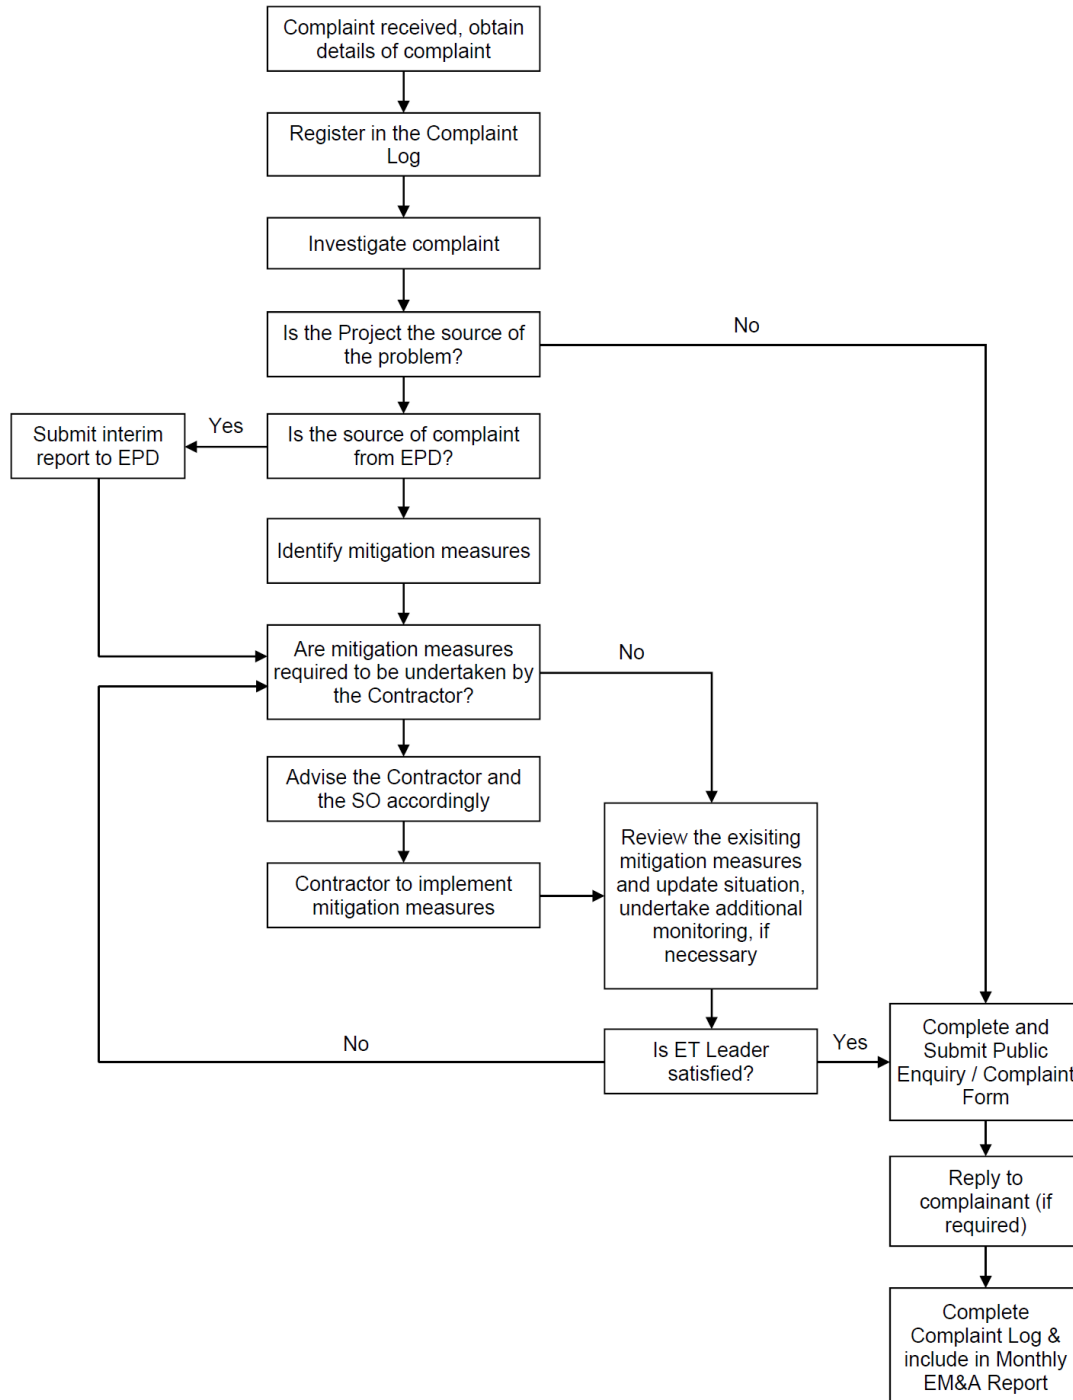 Complaint received, obtain
details of complaint
Register in the Complaint
Log
Investigate complaint
Is the Project the source of
the problem?
No
Submit interim
report to EPD
Yes
Is the source of complaint
from EPD?
Identify mitigation measures
Are mitigation measures
required to be undertaken by
the Contractor?
No
Advise the Contractor and
the SO accordingly
Contractor to implement
mitigation measures
Review the exisiting
mitigation measures
and update situation,
undertake additional
monitoring, if
necessary
No
Is ET Leader
satisfied?
Yes
Complete and
Submit Public
Enquiry / Complaint
Form
Reply to
complainant (if
required)
Complete
Complaint Log &
include in Monthly
EM&A Report